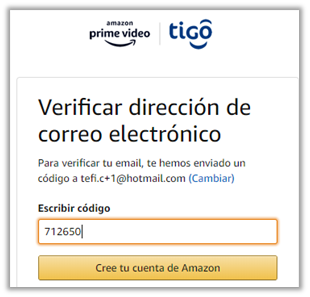 amazon
prime video
tigo
Verificar dirección de
correo electrónico
Para verificar tu email, te hemos enviado un
código a tefi.c+1@hotmail.com (Cambiar)
Escribir código
712650
Cree tu cuenta de Amazon